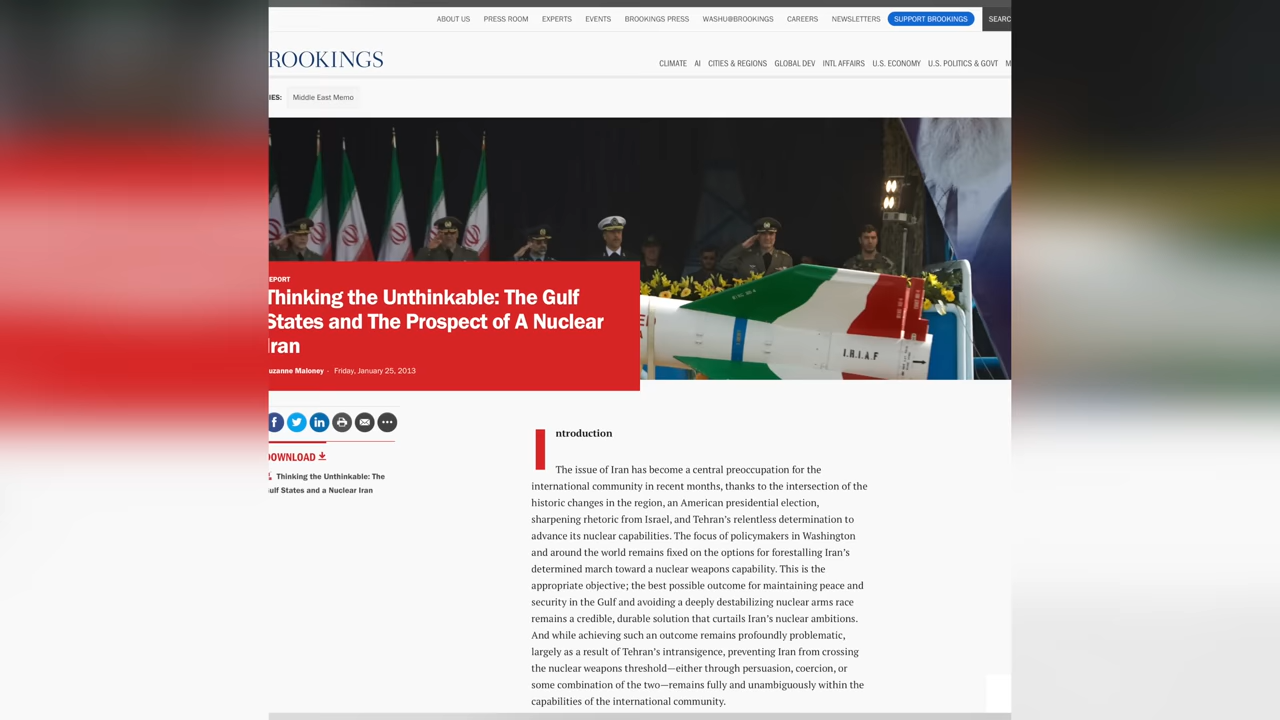 ABOUT US PRESS ROOM EXPERTS EVENTS BROOKINGS PRESS WASHU@BROOKINGS CAREERS NEWSLETTERS SUPPORT BROOKINGS SEARC
ROOKINGS
CLIMATE AI CITIES & REGIONS GLOBAL DEV INTL AFFAIRS U.S. ECONOMY U.S. POLITICS & GOVT M
IES: Middle East Memo
I.R.I.A.F
EPORT
Thinking the Unthinkable: The Gulf
States and The Prospect of A Nuclear
Iran
uzanne Maloney - Friday, January 25, 2013
DOWNLOAD
Thinking the Unthinkable: The
ulf States and a Nuclear Iran
Introduction
The issue of Iran has become a central preoccupation for the
international community in recent months, thanks to the intersection of the
historic changes in the region, an American presidential election,
sharpening rhetoric from Israel, and Tehran's relentless determination to
advance its nuclear capabilities. The focus of policymakers in Washington
and around the world remains fixed on the options for forestalling Iran's
determined march toward a nuclear weapons capability. This is the
appropriate objective; the best possible outcome for maintaining peace and
security in the Gulf and avoiding a deeply destabilizing nuclear arms race
remains a credible, durable solution that curtails Iran's nuclear ambitions.
And while achieving such an outcome remains profoundly problematic,
largely as a result of Tehran's intransigence, preventing Iran from crossing
the nuclear weapons threshold—either through persuasion, coercion, or
some combination of the two—remains fully and unambiguously within the
capabilities of the international community.